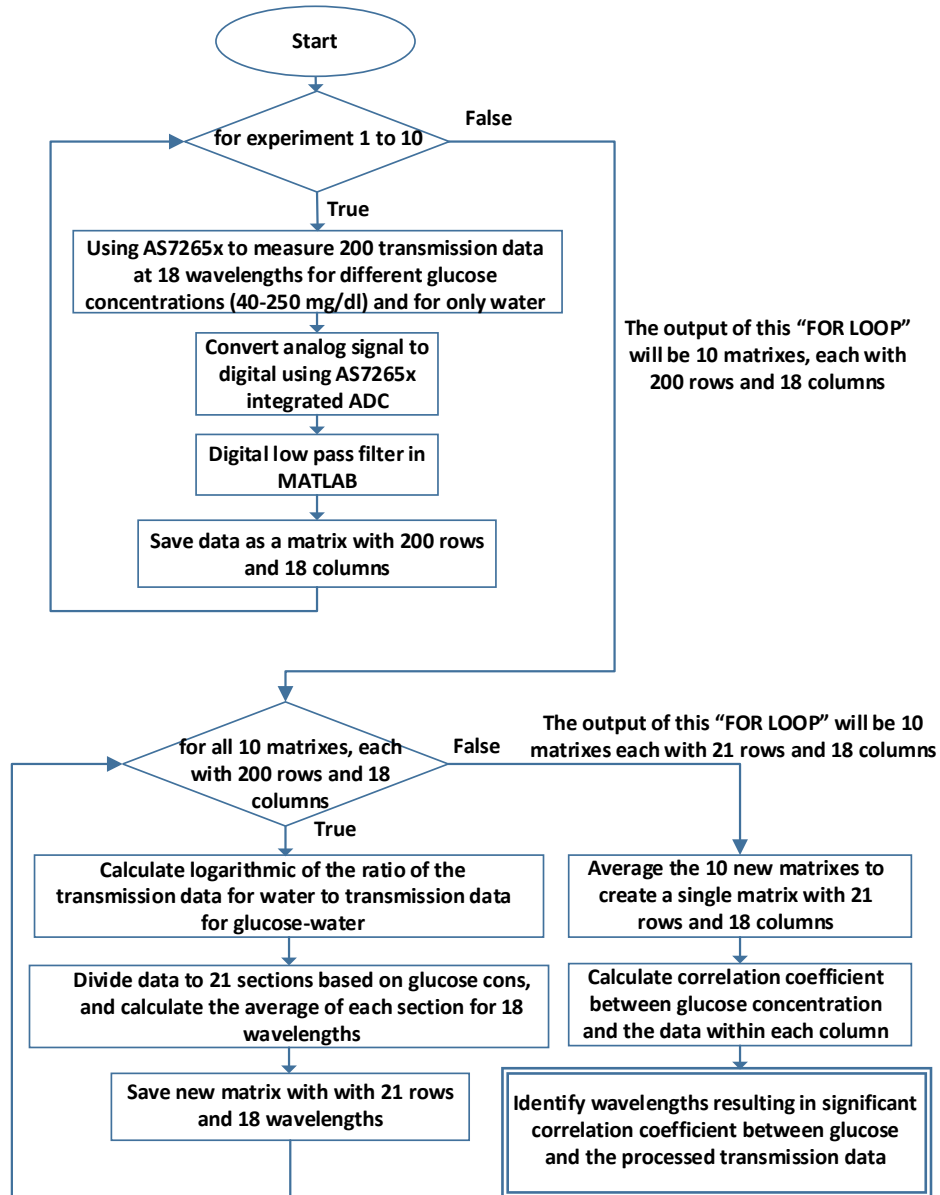 Start
for experiment 1 to 10
False
True
Using AS7265x to measure 200 transmission data
at 18 wavelengths for different glucose
concentrations (40-250 mg/dl) and for only water
Convert analog signal to
digital using AS7265x
integrated ADC
Digital low pass filter in
MATLAB
Save data as a matrix with 200 rows
and 18 columns
The output of this “FOR LOOP”
will be 10 matrixes, each with
200 rows and 18 columns
for all 10 matrixes, each
with 200 rows and 18
columns
False
True
The output of this “FOR LOOP” will be 10
matrixes each with 21 rows and 18 columns
Calculate logarithmic of the ratio of the
transmission data for water to transmission data
for glucose-water
Divide data to 21 sections based on glucose cons,
and calculate the average of each section for 18
wavelengths
Save new matrix with with 21 rows
and 18 wavelengths
Average the 10 new matrixes to
create a single matrix with 21
rows and 18 columns
Calculate correlation coefficient
between glucose concentration
and the data within each column
Identify wavelengths resulting in significant
correlation coefficient between glucose
and the processed transmission data